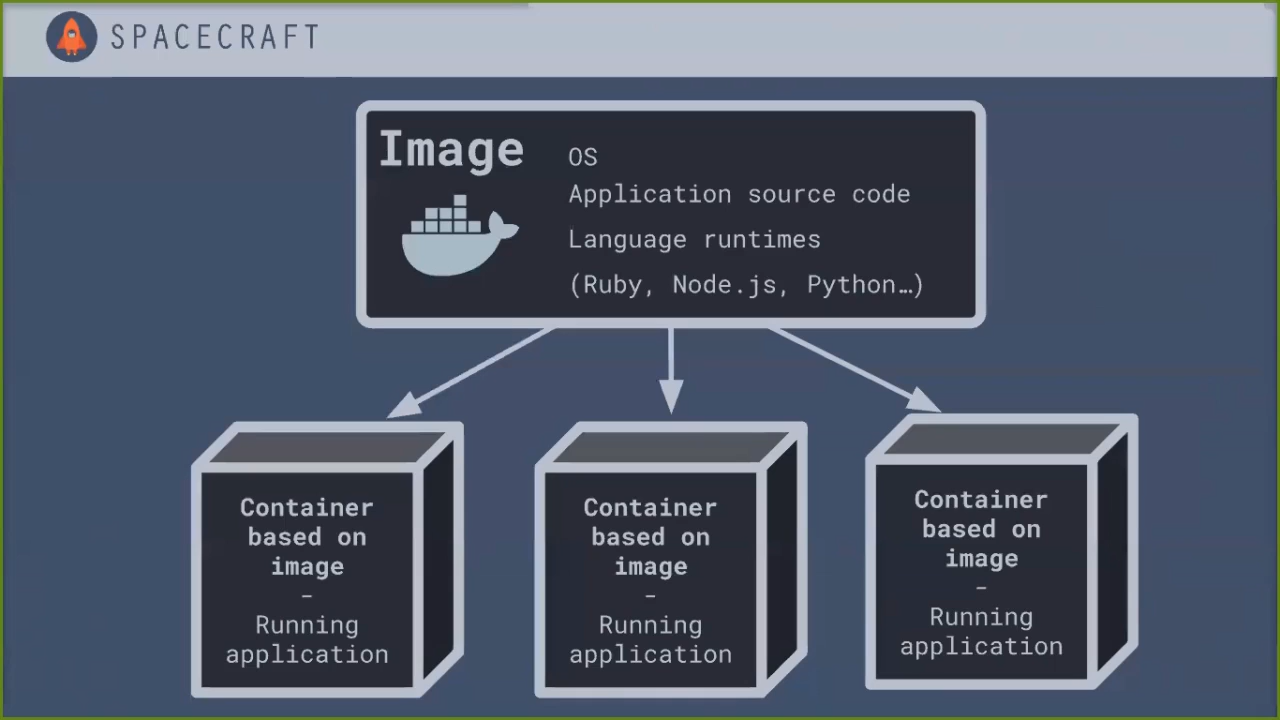 SPACECRAFT
Image
OS
Application source code
Language runtimes
(Ruby, Node.js, Python…)
Container
based on
image
-
Running
application
Container
based on
image
-
Running
application
Container
based on
image
-
Running
application